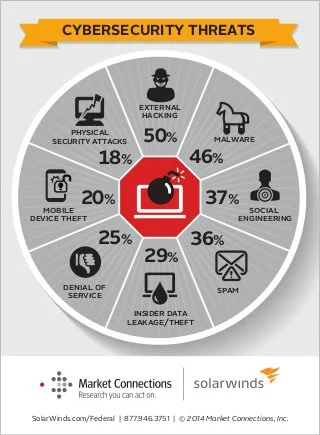 CYBERSECURITY THREATS
EXTERNAL
HACKING
50%
MALWARE
46%
SOCIAL
ENGINEERING
37%
SPAM
36%
INSIDER DATA
LEAKAGE/THEFT
29%
DENIAL OF
SERVICE
25%
MOBILE
DEVICE THEFT
20%
PHYSICAL
SECURITY ATTACKS
18%
Market Connections
Research you can act on.
solarwinds
SolarWinds.com/Federal | 877.946.3751 | © 2014 Market Connections, Inc.